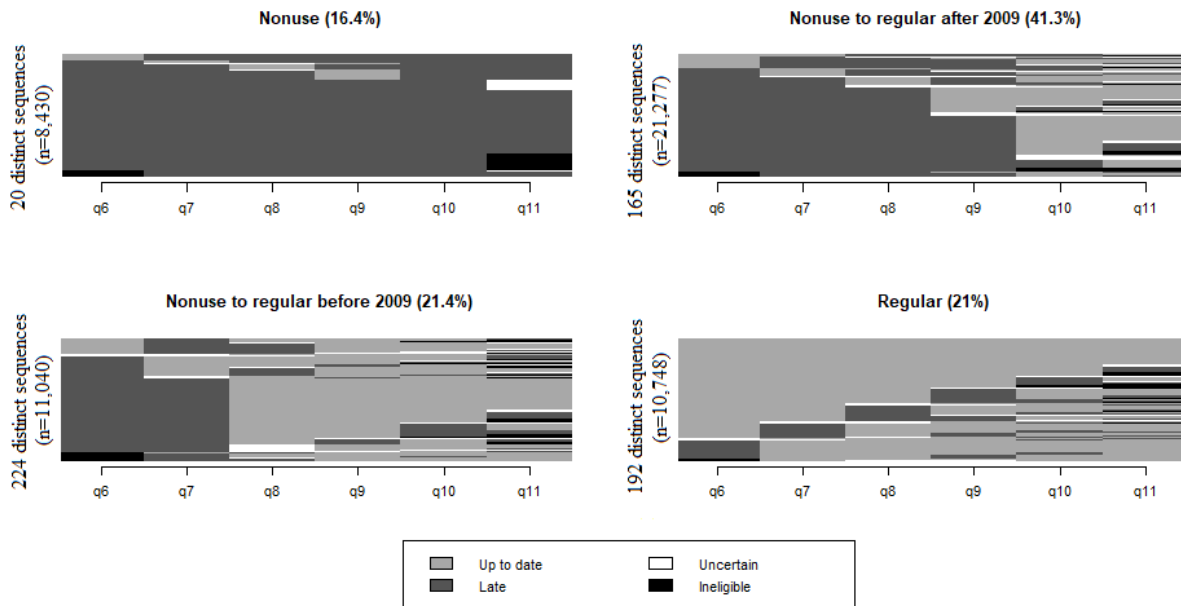 Nonuse (16.4%)
20 distinct sequences
(n=8,430)
q6 q7 q8 q9 q10 q11
Nonuse to regular after 2009 (41.3%)
165 distinct sequences
(n=21,277)
q6 q7 q8 q9 q10 q11
Nonuse to regular before 2009 (21.4%)
224 distinct sequences
(n=11,040)
q6 q7 q8 q9 q10 q11
Regular (21%)
192 distinct sequences
(n=10,748)
q6 q7 q8 q9 q10 q11
Up to date
Late
Uncertain
Ineligible